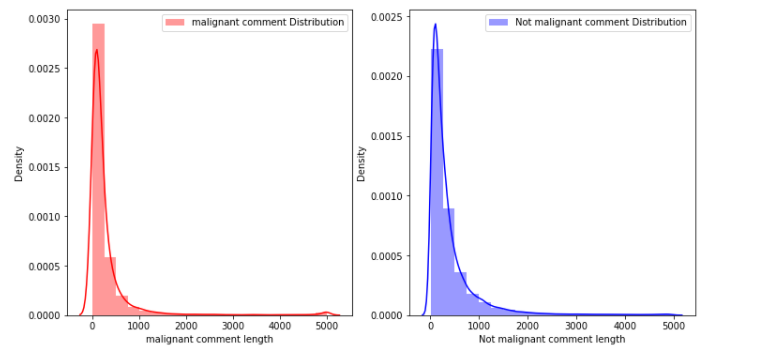 malignant comment Distribution
0.0030
0.0025
0.0020
0.0015
0.0010
0.0005
0.0000
Density
0 1000 2000 3000 4000 5000
malignant comment length
Not malignant comment Distribution
0.0025
0.0020
0.0015
0.0010
0.0005
0.0000
Density
0 1000 2000 3000 4000 5000
Not malignant comment length